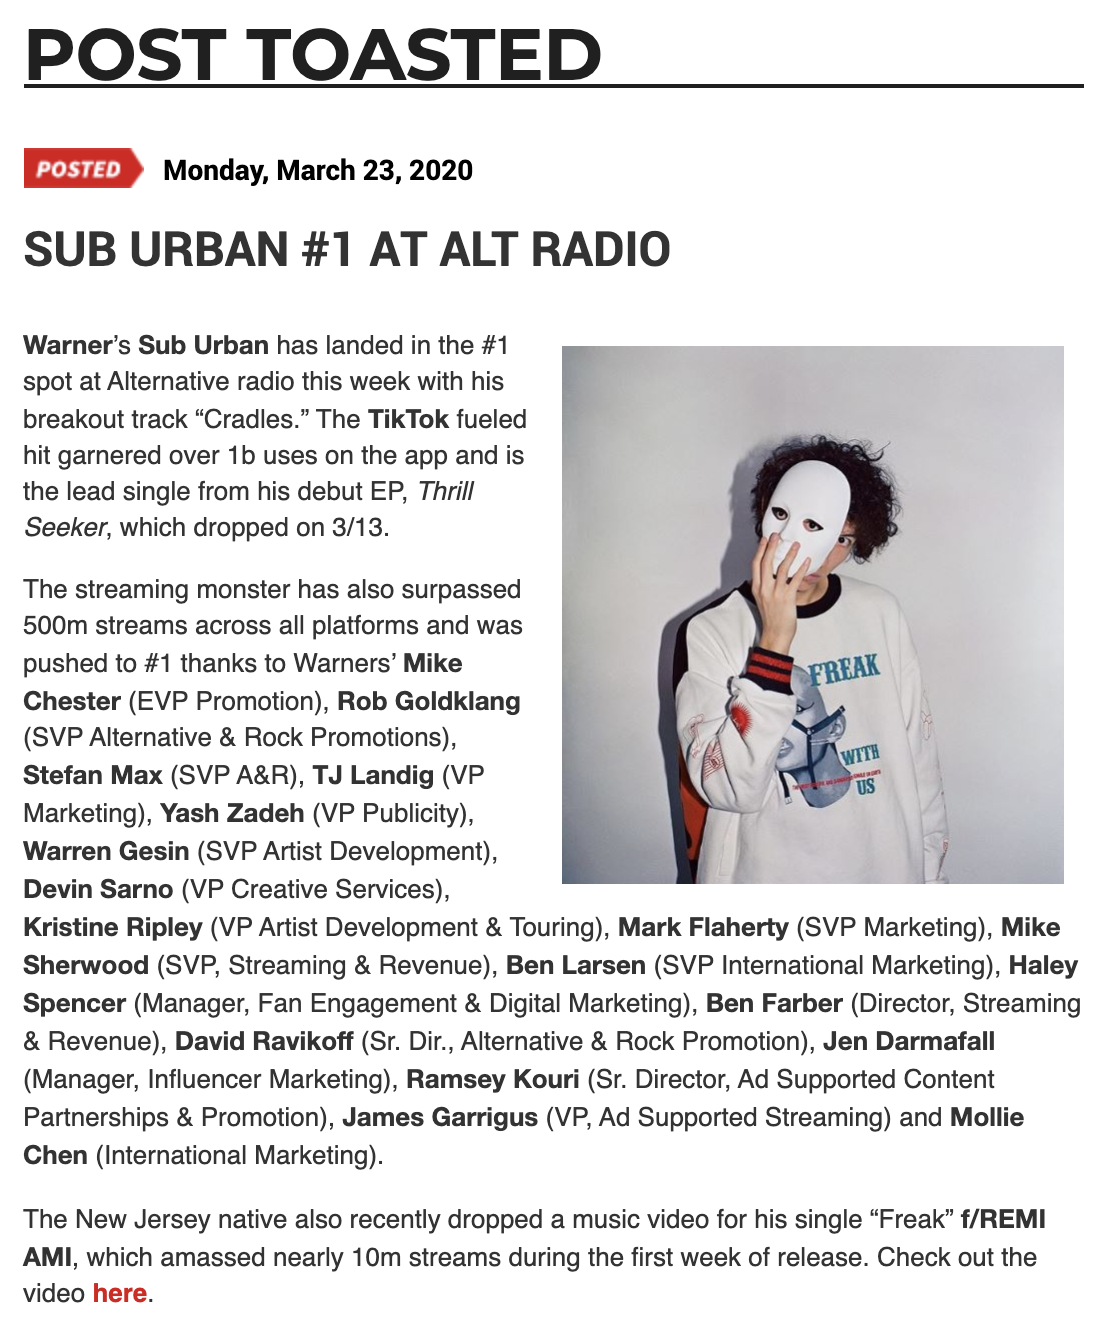 POST TOASTED
POSTED Monday, March 23, 2020
SUB URBAN #1 AT ALT RADIO
Warner’s Sub Urban has landed in the #1
spot at Alternative radio this week with his
breakout track “Cradles.” The TikTok fueled
hit garnered over 1b uses on the app and is
the lead single from his debut EP, Thrill
Seeker, which dropped on 3/13.
The streaming monster has also surpassed
500m streams across all platforms and was
pushed to #1 thanks to Warners’ Mike
Chester (EVP Promotion), Rob Goldklang
(SVP Alternative & Rock Promotions),
Stefan Max (SVP A&R), TJ Landig (VP
Marketing), Yash Zadeh (VP Publicity),
Warren Gesin (SVP Artist Development),
Devin Sarno (VP Creative Services),
Kristine Ripley (VP Artist Development & Touring), Mark Flaherty (SVP Marketing), Mike
Sherwood (SVP, Streaming & Revenue), Ben Larsen (SVP International Marketing), Haley
Spencer (Manager, Fan Engagement & Digital Marketing), Ben Farber (Director, Streaming
& Revenue), David Ravikoff (Sr. Dir., Alternative & Rock Promotion), Jen Darmafall
(Manager, Influencer Marketing), Ramsey Kouri (Sr. Director, Ad Supported Content
Partnerships & Promotion), James Garrigus (VP, Ad Supported Streaming) and Mollie
Chen (International Marketing).
The New Jersey native also recently dropped a music video for his single “Freak” f/REMI
AMI, which amassed nearly 10m streams during the first week of release. Check out the
video here.
FREAK
WITH
US